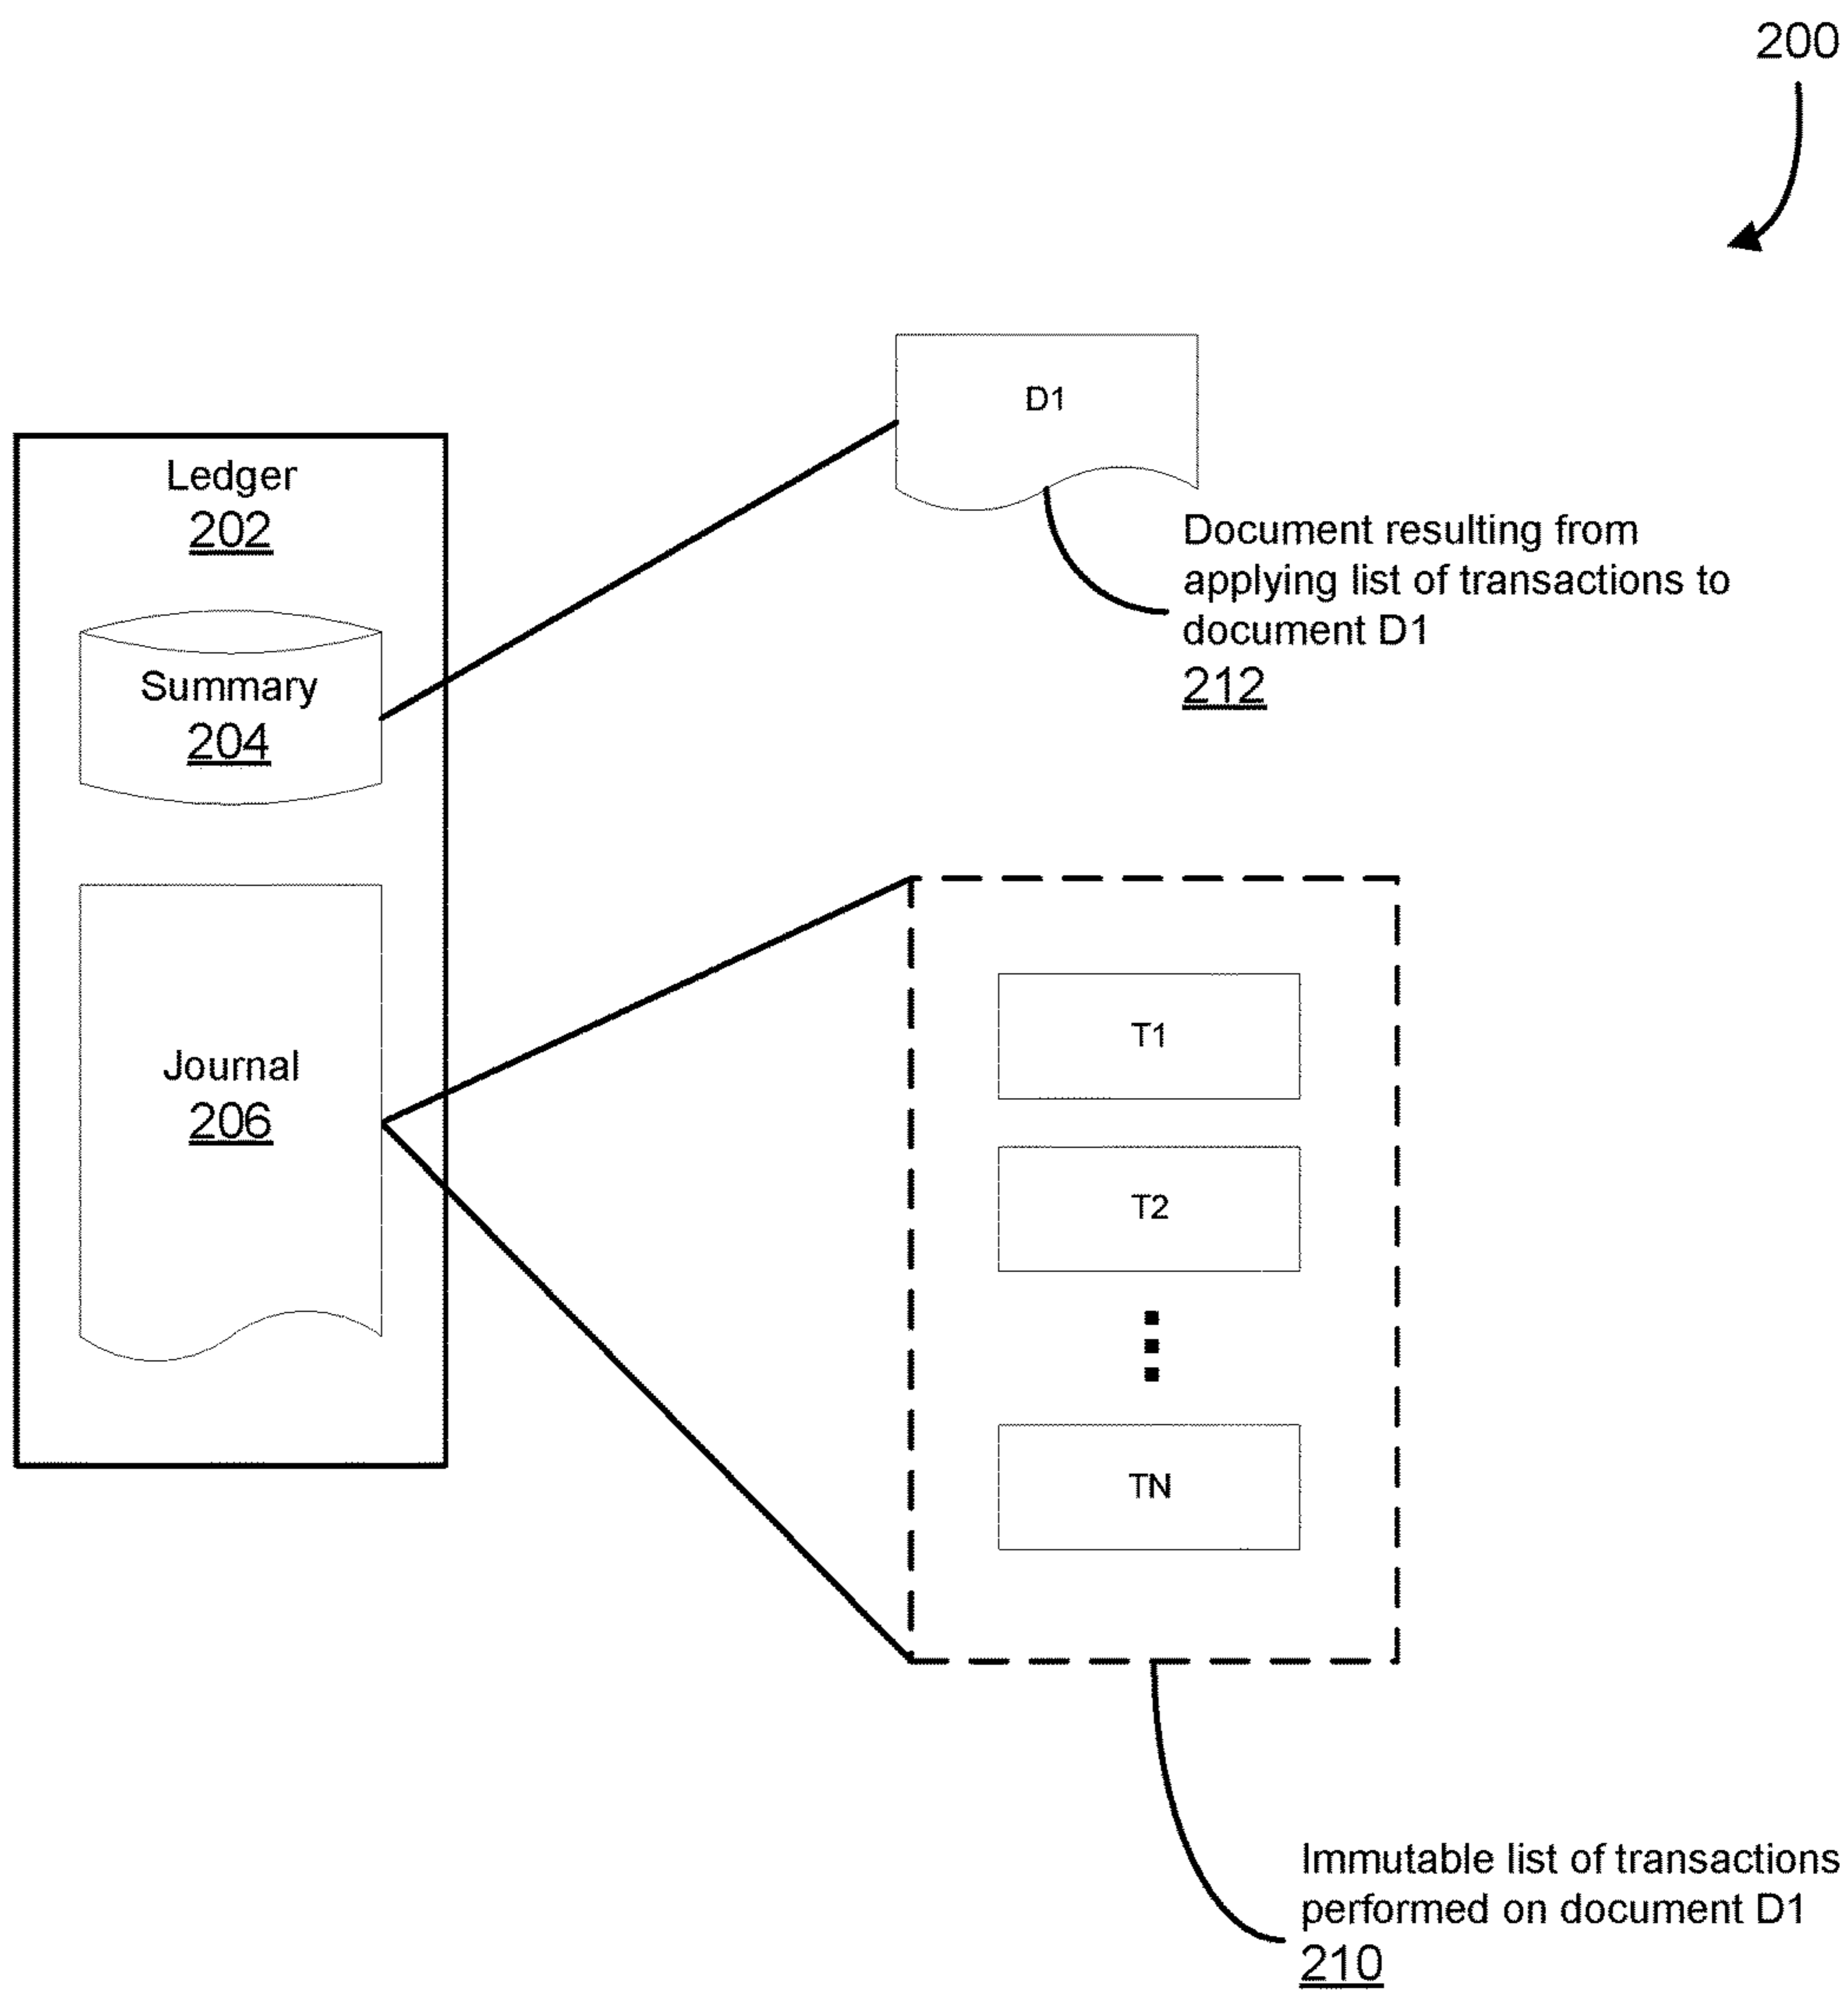 200
D1
Ledger
202
Document resulting from
applying list of transactions to
document D1
212
Summary
204
Journal
206
T1
T2
TN
Immutable list of transactions
performed on document D1
210